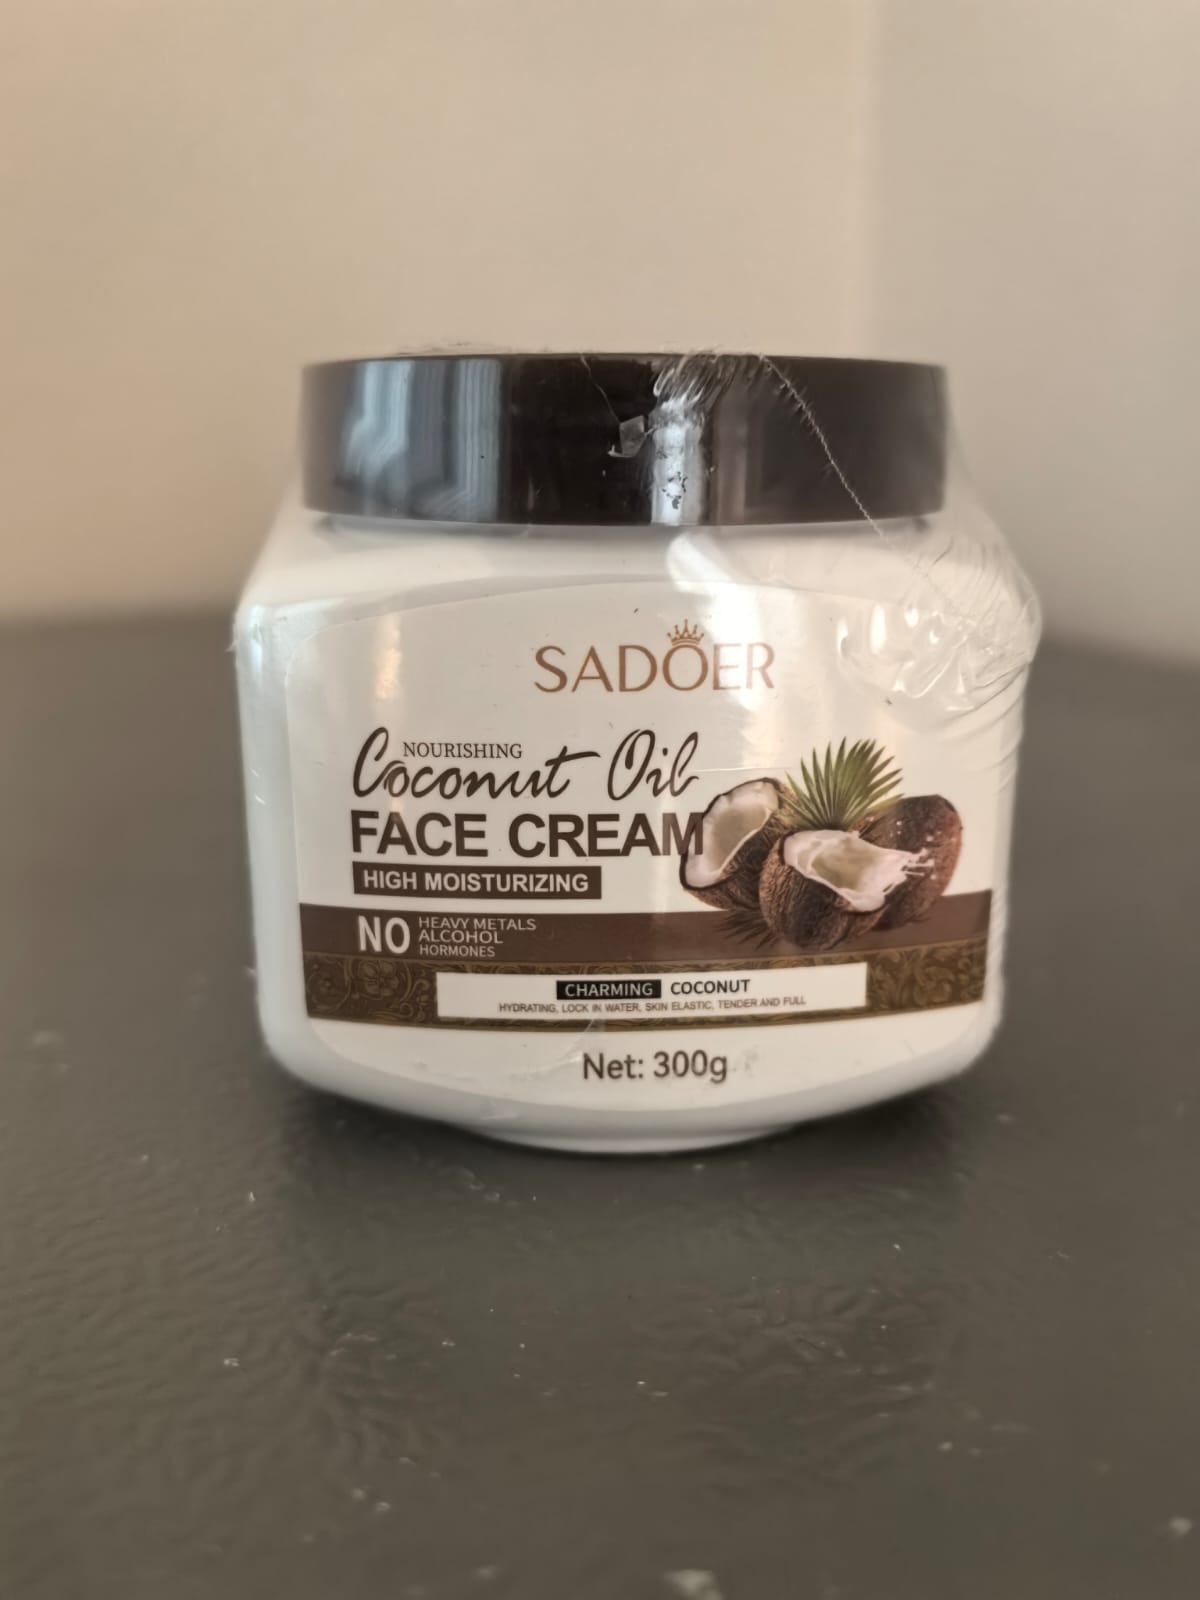 SADOER
NOURISHING
Coconut Oil
FACE CREAM
HIGH MOISTURIZING
NO HEAVY METALS
ALCOHOL
HORMONES
CHARMING COCONUT
HYDRATING, LOCK IN WATER, SKIN ELASTIC, TENDER AND FULL
Net: 300g